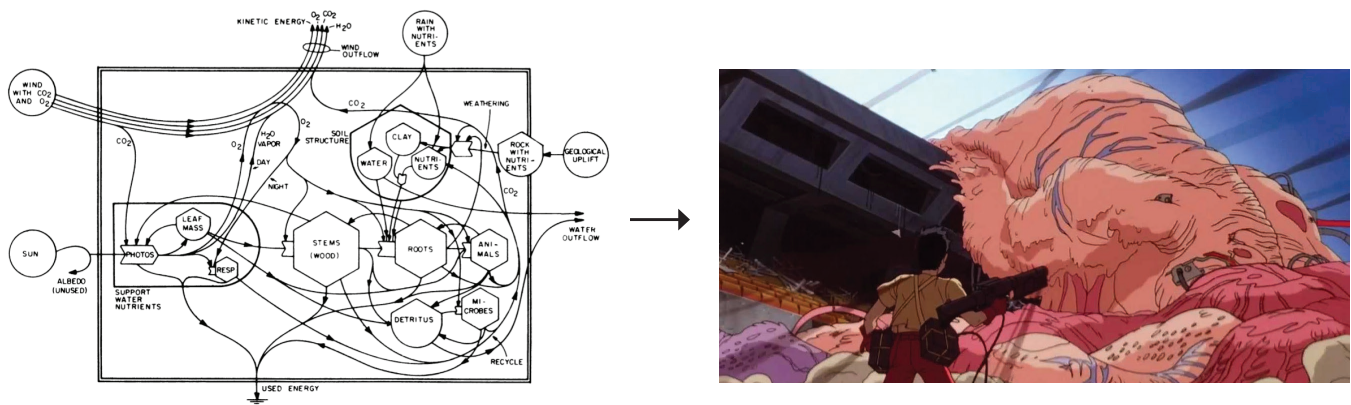 KINETIC ENERGY
O2 CO2
H2O
WIND
OUTFLOW
RAIN
WITH
NUTRI-
ENTS
WIND
WITH CO2
AND O2
CO2
O2
H2O
VAPOR
DAY
NIGHT
O2
CO2
WEATHERING
SOIL
STRUCTURE
CLAY
WATER
NUTRI-
ENTS
ROCK
WITH
NUTRI-
ENTS
GEOLOGICAL
UPLIFT
CO2
SUN
ALBEDO
(UNUSED)
PHOTOS
LEAF
MASS
RESP
SUPPORT
WATER
NUTRIENTS
STEMS
(WOOD)
ROOTS
ANI-
MALS
WATER
OUTFLOW
DETRITUS
MI-
CROBES
RECYCLE
USED ENERGY